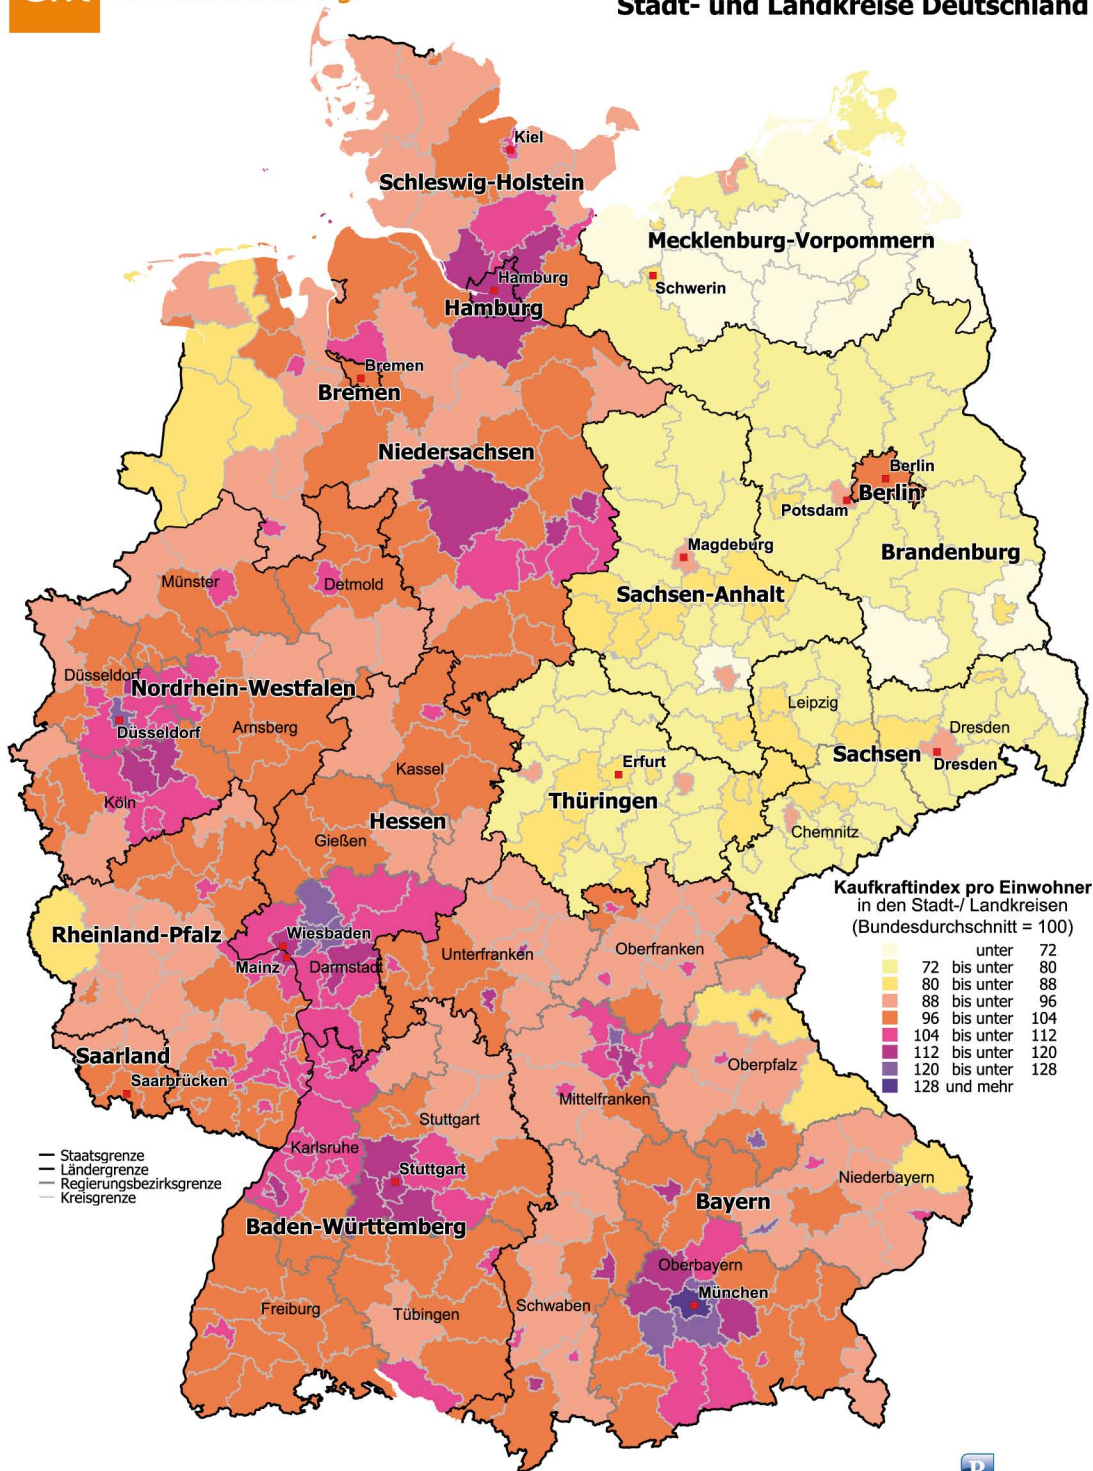 Stadt- und Landkreise Deutschland
Kiel
Schleswig-Holstein
Mecklenburg-Vorpommern
Schwerin
Hamburg
Hamburg
Bremen
Bremen
Niedersachsen
Berlin
Berlin
Potsdam
Brandenburg
Magdeburg
Sachsen-Anhalt
Münster
Detmold
Düsseldorf
Nordrhein-Westfalen
Düsseldorf
Arnsberg
Köln
Kassel
Hessen
Gießen
Erfurt
Thüringen
Leipzig
Dresden
Sachsen
Dresden
Chemnitz
Rheinland-Pfalz
Wiesbaden
Mainz
Darmstadt
Unterfranken
Oberfranken
Saarland
Saarbrücken
Mittelfranken
Oberpfalz
Stuttgart
Karlsruhe
Stuttgart
Baden-Württemberg
Bayern
Niederbayern
Oberbayern
München
Freiburg
Tübingen
Schwaben
Kaufkraftindex pro Einwohner
in den Stadt-/ Landkreisen
(Bundesdurchschnitt = 100)
unter 72
72 bis unter 80
80 bis unter 88
88 bis unter 96
96 bis unter 104
104 bis unter 112
112 bis unter 120
120 bis unter 128
128 und mehr
Staatsgrenze
Ländergrenze
Regierungsbezirksgrenze
Kreisgrenze